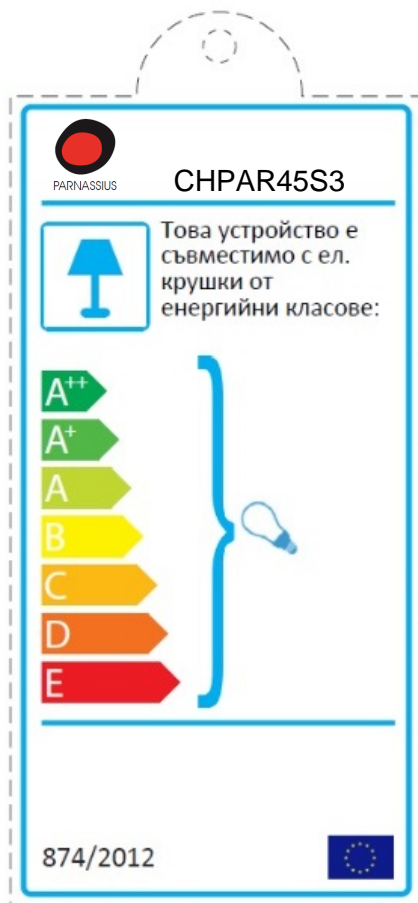 PARNASSIUS
CHPAR45S3
Това устройство е
съвместимо с ел.
крушки от
енергийни класове:
A++
A+
A
B
C
D
E
874/2012